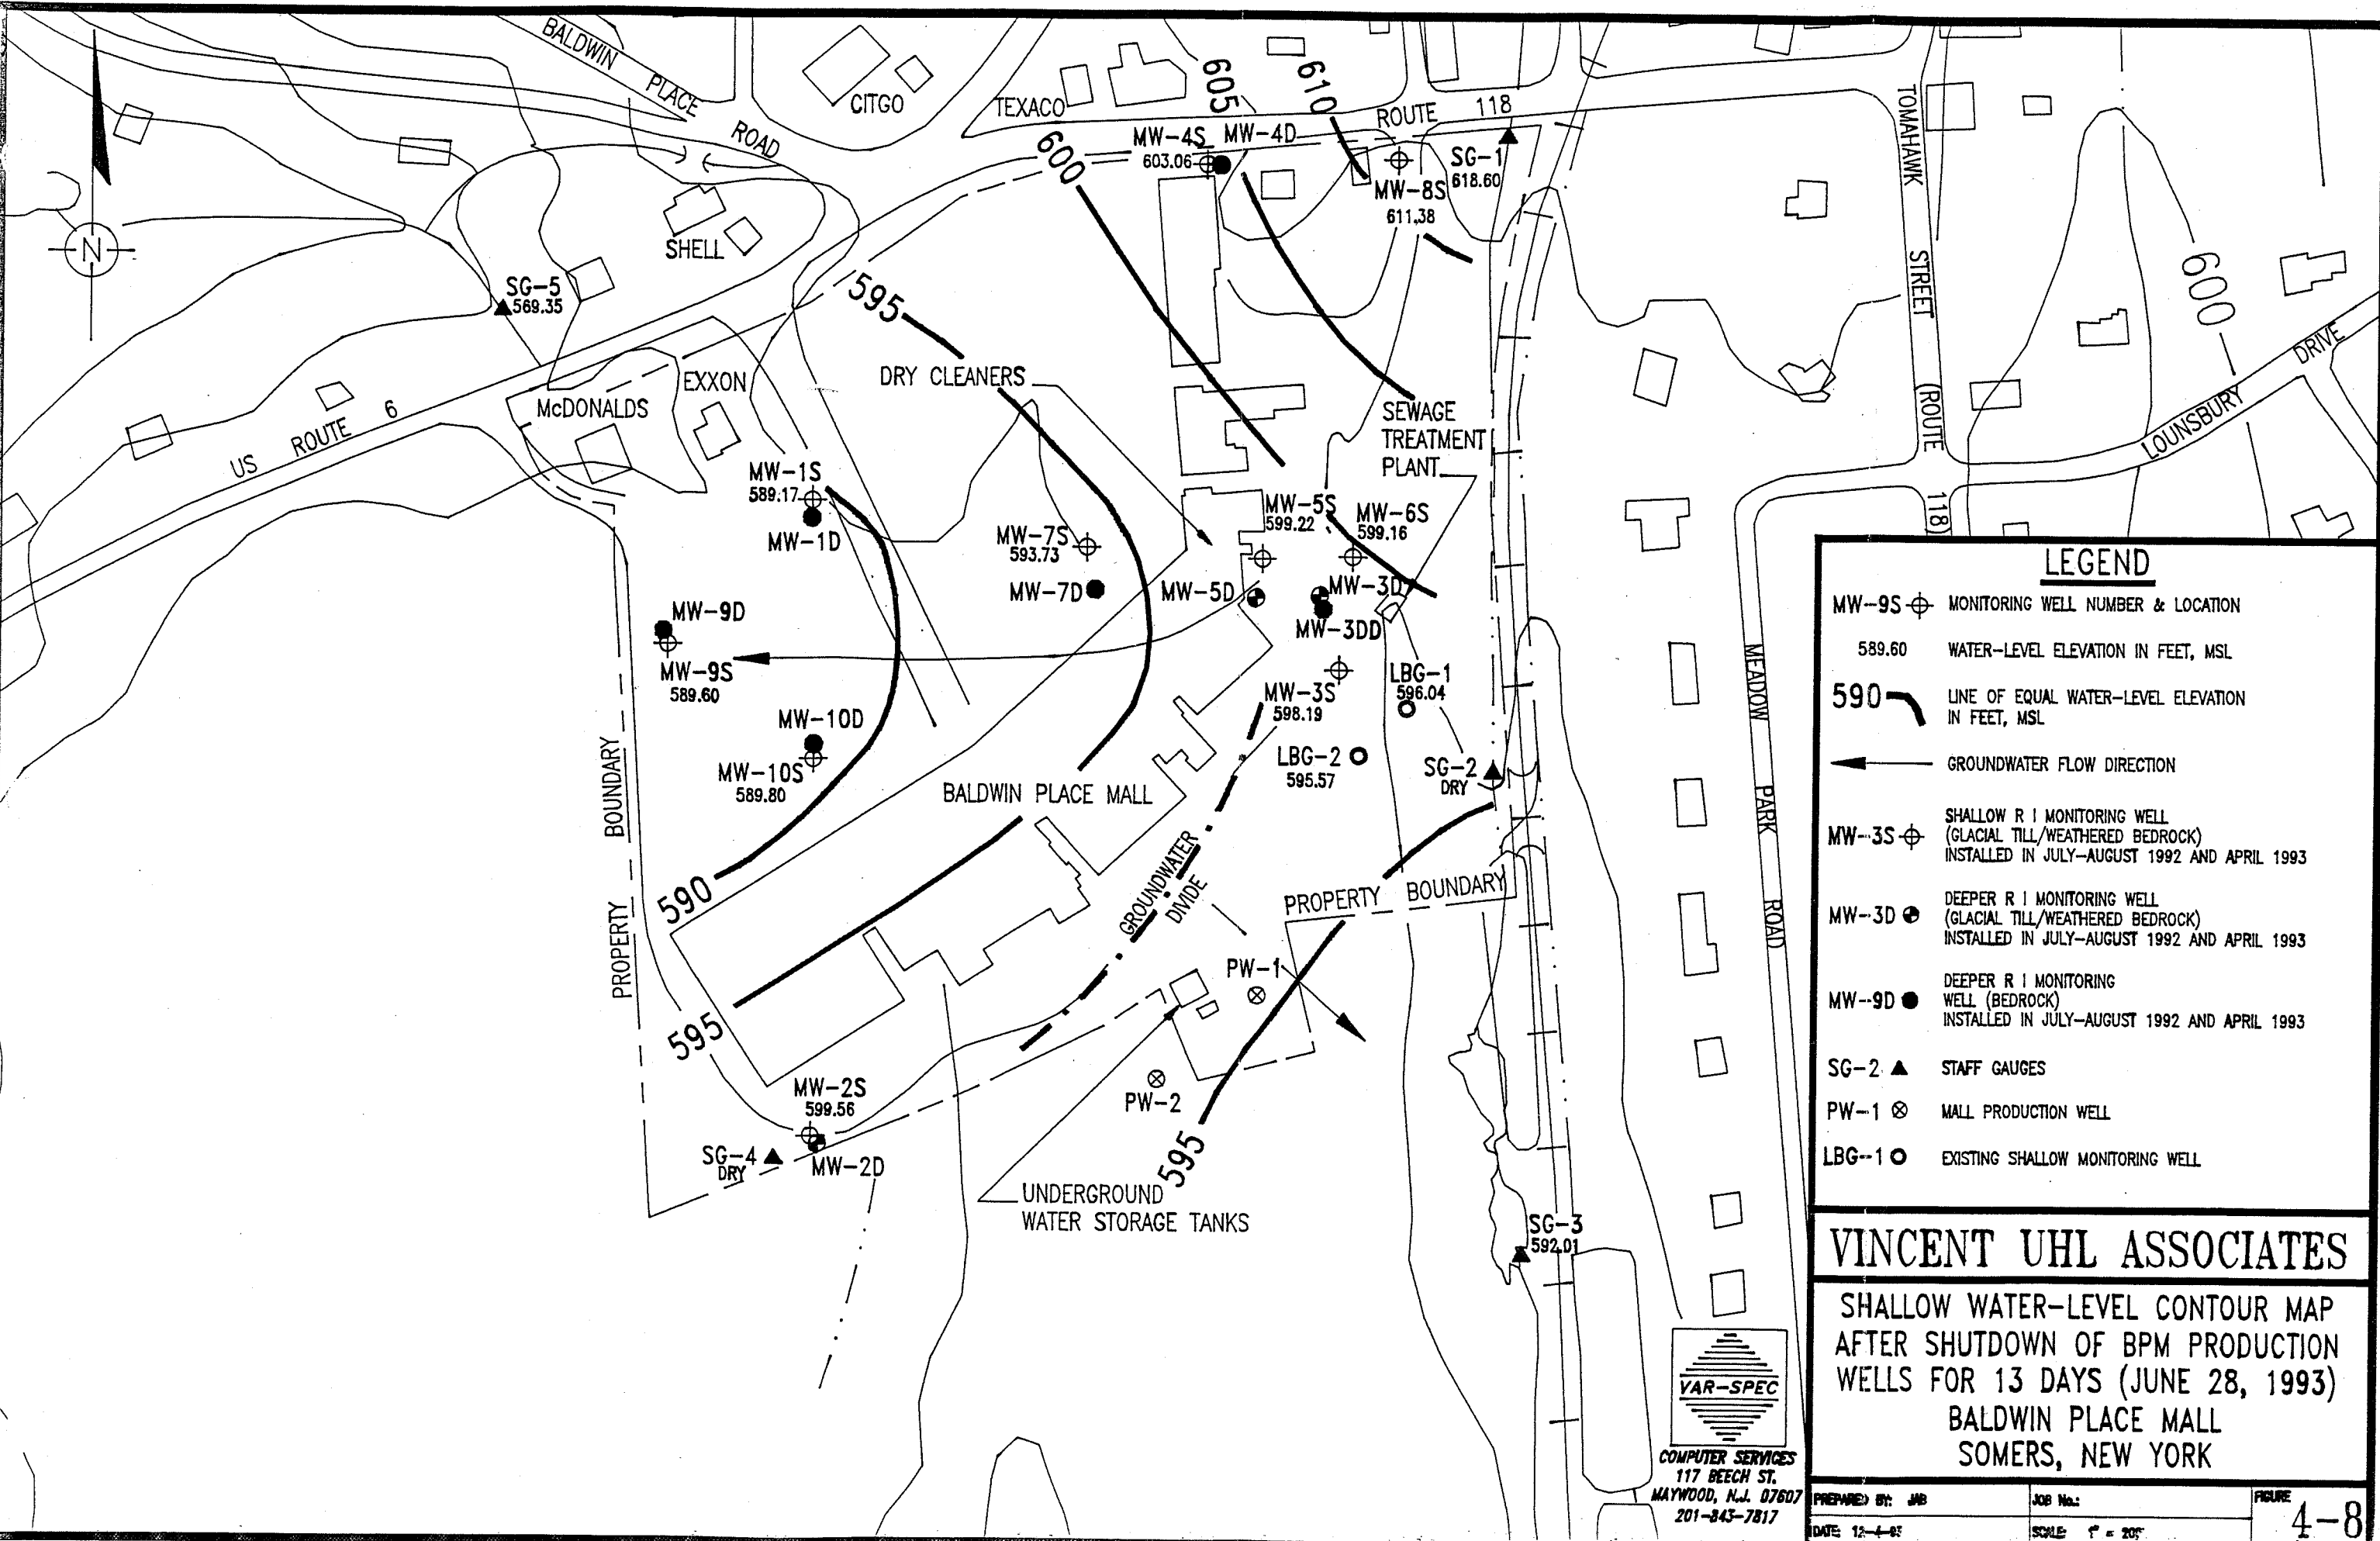 BALDWIN PLACE ROAD
CITGO
TEXACO
605
610
ROUTE 118
600
MW-4S
603.06
MW-4D
SG-1
618.60
MW-8S
611.38
TOMAHAWK STREET (ROUTE 118)
600
LOUNSBURY DRIVE
N
SHELL
SG-5
569.35
595
DRY CLEANERS
EXXON
McDONALDS
US ROUTE 6
SEWAGE
TREATMENT
PLANT
MW-1S
589.17
MW-1D
MW-7S
593.73
MW-7D
MW-5S
599.22
MW-6S
599.16
MW-5D
MW-3D
MW-3DD
MW-9D
MW-9S
589.60
MW-3S
598.19
LBG-1
596.04
MW-10D
MW-10S
589.80
LBG-2
595.57
SG-2
DRY
BALDWIN PLACE MALL
MEADOW PARK ROAD
PROPERTY BOUNDARY
590
GROUNDWATER
DIVIDE
PROPERTY BOUNDARY
PW-1
595
PW-2
MW-2S
599.56
SG-4
DRY
MW-2D
595
UNDERGROUND
WATER STORAGE TANKS
SG-3
592.01
LEGEND
MW-9S MONITORING WELL NUMBER & LOCATION
589.60 WATER-LEVEL ELEVATION IN FEET, MSL
590 LINE OF EQUAL WATER-LEVEL ELEVATION
IN FEET, MSL
GROUNDWATER FLOW DIRECTION
MW-3S SHALLOW R I MONITORING WELL
(GLACIAL TILL/WEATHERED BEDROCK)
INSTALLED IN JULY-AUGUST 1992 AND APRIL 1993
MW-3D DEEPER R I MONITORING WELL
(GLACIAL TILL/WEATHERED BEDROCK)
INSTALLED IN JULY-AUGUST 1992 AND APRIL 1993
MW-9D DEEPER R I MONITORING
WELL (BEDROCK)
INSTALLED IN JULY-AUGUST 1992 AND APRIL 1993
SG-2 STAFF GAUGES
PW-1 MALL PRODUCTION WELL
LBG-1 EXISTING SHALLOW MONITORING WELL
VINCENT UHL ASSOCIATES
SHALLOW WATER-LEVEL CONTOUR MAP
AFTER SHUTDOWN OF BPM PRODUCTION
WELLS FOR 13 DAYS (JUNE 28, 1993)
BALDWIN PLACE MALL
SOMERS, NEW YORK
VAR-SPEC
COMPUTER SERVICES
117 BEECH ST.
MAYWOOD, N.J. 07607
201-843-7817
PREPARED BY: JAB
JOB No.:
FIGURE
4-8
DATE:
SCALE: